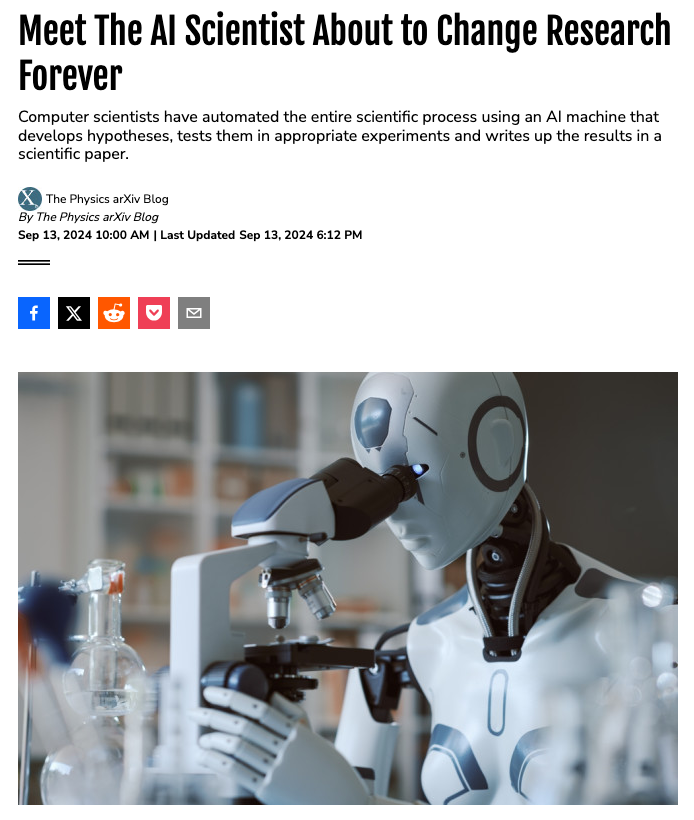 Meet The AI Scientist About to Change Research
Forever
Computer scientists have automated the entire scientific process using an AI machine that
develops hypotheses, tests them in appropriate experiments and writes up the results in a
scientific paper.
The Physics arXiv Blog
By The Physics arXiv Blog
Sep 13, 2024 10:00 AM | Last Updated Sep 13, 2024 6:12 PM